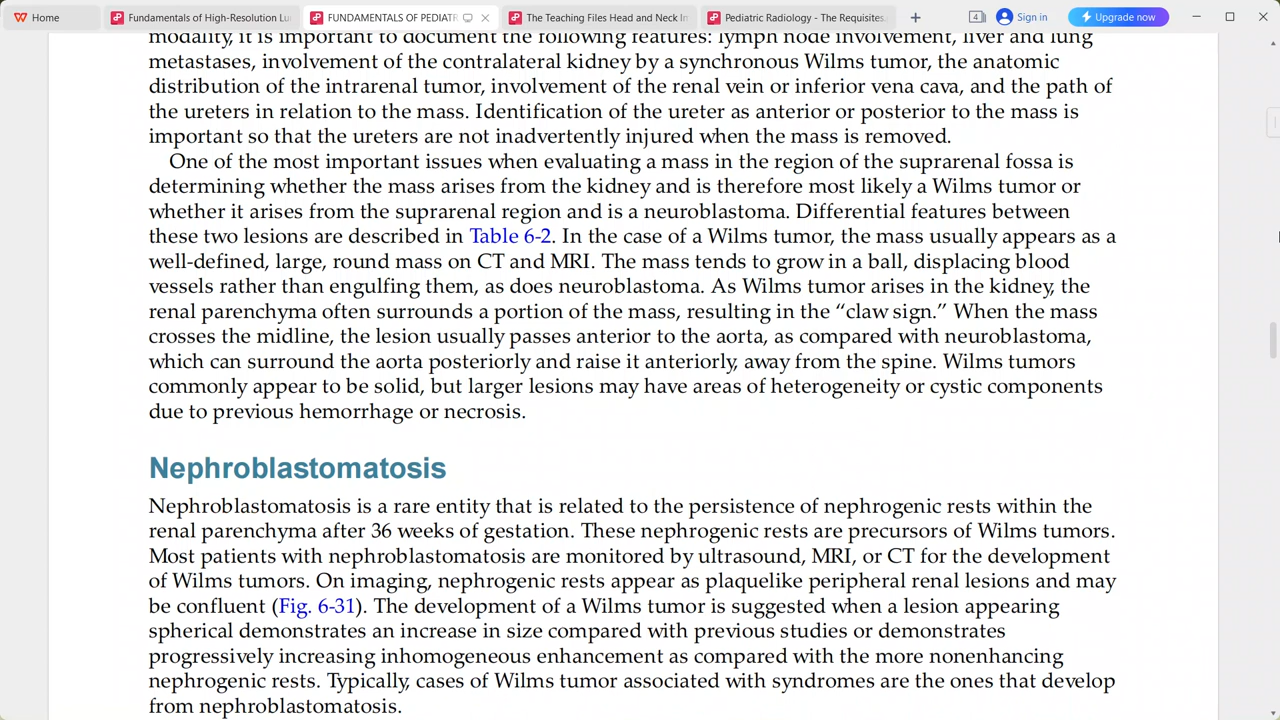 Home
Fundamentals of High-Resolution Lu
FUNDAMENTALS OF PEDIATR
The Teaching Files Head and Neck Im
Pediatric Radiology - The Requisites
4
Sign in
Upgrade now
modality, it is important to document the following features: lymph node involvement, liver and lung
metastases, involvement of the contralateral kidney by a synchronous Wilms tumor, the anatomic
distribution of the intrarenal tumor, involvement of the renal vein or inferior vena cava, and the path of
the ureters in relation to the mass. Identification of the ureter as anterior or posterior to the mass is
important so that the ureters are not inadvertently injured when the mass is removed.
One of the most important issues when evaluating a mass in the region of the suprarenal fossa is
determining whether the mass arises from the kidney and is therefore most likely a Wilms tumor or
whether it arises from the suprarenal region and is a neuroblastoma. Differential features between
these two lesions are described in Table 6-2. In the case of a Wilms tumor, the mass usually appears as a
well-defined, large, round mass on CT and MRI. The mass tends to grow in a ball, displacing blood
vessels rather than engulfing them, as does neuroblastoma. As Wilms tumor arises in the kidney, the
renal parenchyma often surrounds a portion of the mass, resulting in the “claw sign.” When the mass
crosses the midline, the lesion usually passes anterior to the aorta, as compared with neuroblastoma,
which can surround the aorta posteriorly and raise it anteriorly, away from the spine. Wilms tumors
commonly appear to be solid, but larger lesions may have areas of heterogeneity or cystic components
due to previous hemorrhage or necrosis.
Nephroblastomatosis
Nephroblastomatosis is a rare entity that is related to the persistence of nephrogenic rests within the
renal parenchyma after 36 weeks of gestation. These nephrogenic rests are precursors of Wilms tumors.
Most patients with nephroblastomatosis are monitored by ultrasound, MRI, or CT for the development
of Wilms tumors. On imaging, nephrogenic rests appear as plaquelike peripheral renal lesions and may
be confluent (Fig. 6-31). The development of a Wilms tumor is suggested when a lesion appearing
spherical demonstrates an increase in size compared with previous studies or demonstrates
progressively increasing inhomogeneous enhancement as compared with the more nonenhancing
nephrogenic rests. Typically, cases of Wilms tumor associated with syndromes are the ones that develop
from nephroblastomatosis.